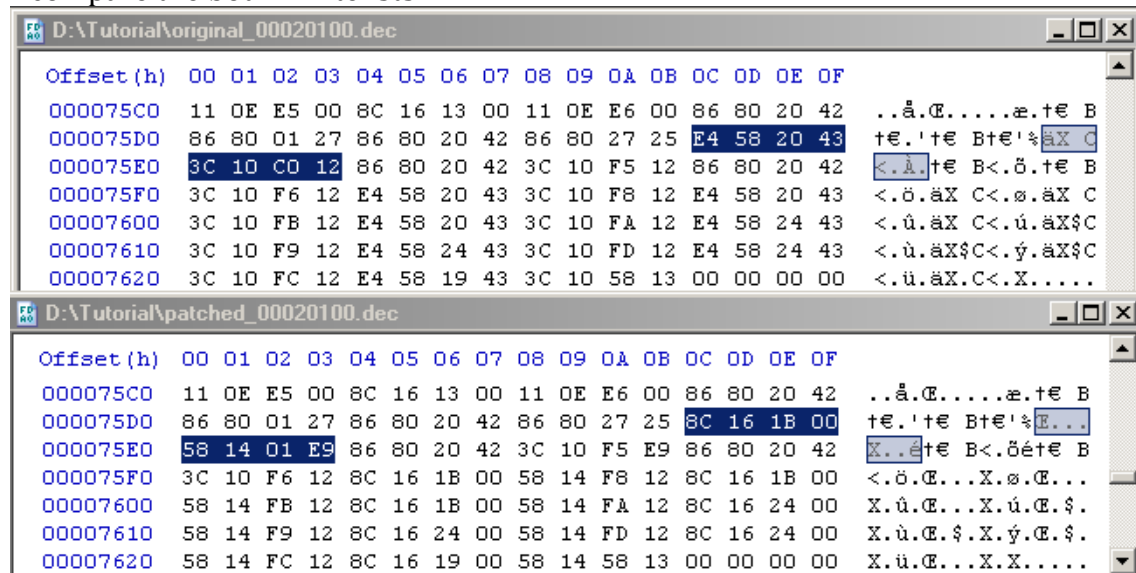 D:\Tutorial\original_00020100.dec
Offset(h) 00 01 02 03 04 05 06 07 08 09 0A 0B 0C 0D 0E 0F
000075C0 11 0E E5 00 8C 16 13 00 11 0E E6 00 86 80 20 42 ..å.Œ.....æ.†€ B
000075D0 86 80 01 27 86 80 20 42 86 80 27 25 E4 58 20 43 †€.'†€ B†€'%äX C
000075E0 3C 10 C0 12 86 80 20 42 3C 10 F5 12 86 80 20 42 <.À.†€ B<.õ.†€ B
000075F0 3C 10 F6 12 E4 58 20 43 3C 10 F8 12 E4 58 20 43 <.ö.äX C<.ø.äX C
00007600 3C 10 FB 12 E4 58 20 43 3C 10 FA 12 E4 58 24 43 <.û.äX C<.ú.äX$C
00007610 3C 10 F9 12 E4 58 24 43 3C 10 FD 12 E4 58 24 43 <.ù.äX$C<.ý.äX$C
00007620 3C 10 FC 12 E4 58 19 43 3C 10 58 13 00 00 00 00 <.ü.äX.C<.X.....
D:\Tutorial\patched_00020100.dec
Offset(h) 00 01 02 03 04 05 06 07 08 09 0A 0B 0C 0D 0E 0F
000075C0 11 0E E5 00 8C 16 13 00 11 0E E6 00 86 80 20 42 ..å.Œ.....æ.†€ B
000075D0 86 80 01 27 86 80 20 42 86 80 27 25 8C 16 1B 00 †€.'†€ B†€'%Œ...
000075E0 58 14 01 E9 86 80 20 42 3C 10 F5 E9 86 80 20 42 X..é†€ B<.õé†€ B
000075F0 3C 10 F6 12 8C 16 1B 00 58 14 F8 12 8C 16 1B 00 <.ö.Œ...X.ø.Œ...
00007600 58 14 FB 12 8C 16 1B 00 58 14 FA 12 8C 16 24 00 X.û.Œ...X.ú.Œ.$.
00007610 58 14 F9 12 8C 16 24 00 58 14 FD 12 8C 16 24 00 X.ù.Œ.$.X.ý.Œ.$.
00007620 58 14 FC 12 8C 16 19 00 58 14 58 13 00 00 00 00 X.ü.Œ...X.X.....